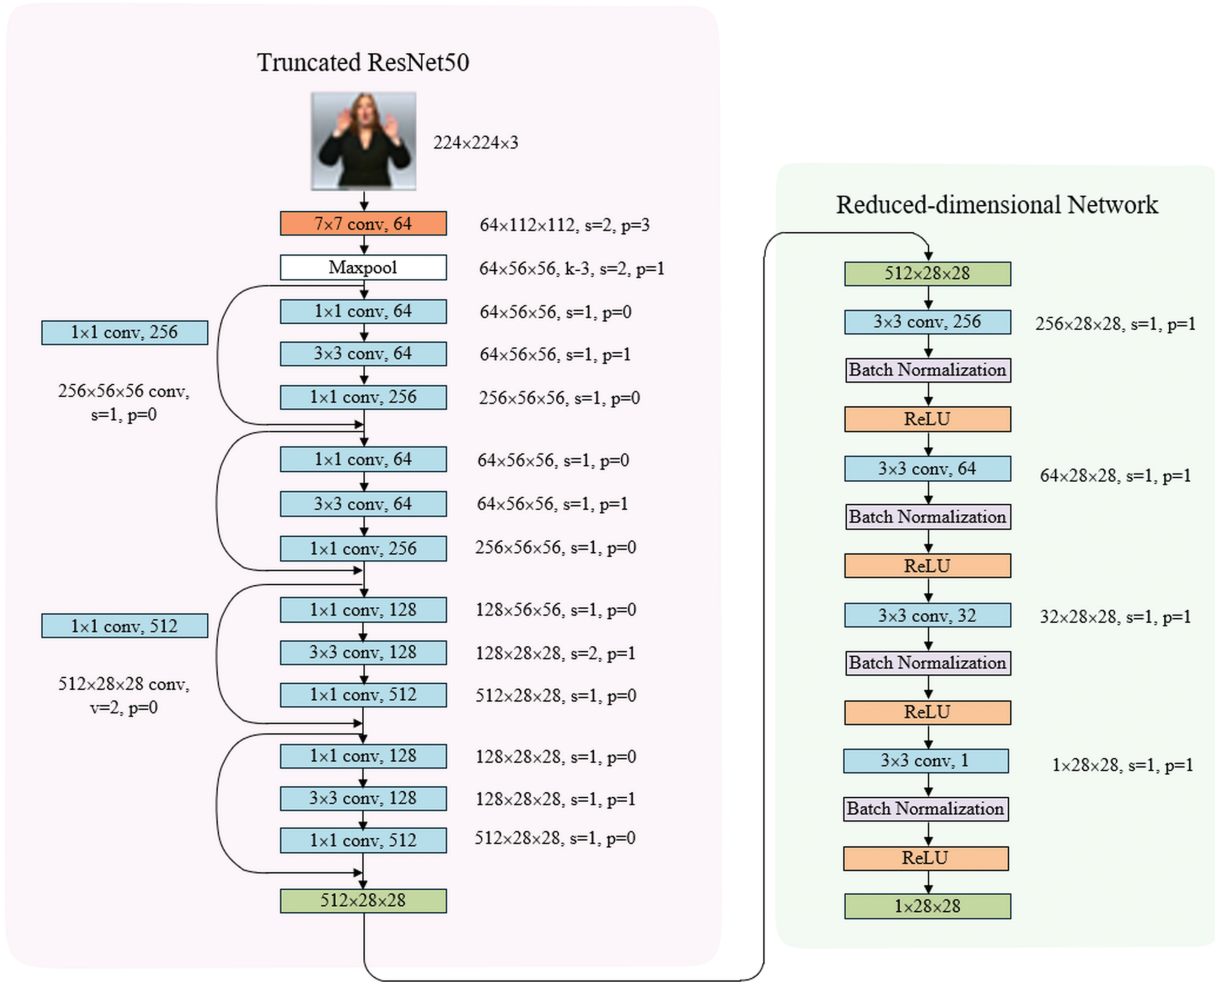 Truncated ResNet50
224×224×3
7×7 conv, 64
64×112×112, s=2, p=3
Maxpool
64×56×56, k-3, s=2, p=1
1×1 conv, 64
64×56×56, s=1, p=0
1×1 conv, 256
3×3 conv, 64
64×56×56, s=1, p=1
256×56×56 conv,
s=1, p=0
1×1 conv, 256
256×56×56, s=1, p=0
1×1 conv, 64
64×56×56, s=1, p=0
3×3 conv, 64
64×56×56, s=1, p=1
1×1 conv, 256
256×56×56, s=1, p=0
1×1 conv, 128
128×56×56, s=1, p=0
1×1 conv, 512
3×3 conv, 128
128×28×28, s=2, p=1
512×28×28 conv,
v=2, p=0
1×1 conv, 512
512×28×28, s=1, p=0
1×1 conv, 128
128×28×28, s=1, p=0
3×3 conv, 128
128×28×28, s=1, p=1
1×1 conv, 512
512×28×28, s=1, p=0
512×28×28
Reduced-dimensional Network
512×28×28
3×3 conv, 256
256×28×28, s=1, p=1
Batch Normalization
ReLU
3×3 conv, 64
64×28×28, s=1, p=1
Batch Normalization
ReLU
3×3 conv, 32
32×28×28, s=1, p=1
Batch Normalization
ReLU
3×3 conv, 1
1×28×28, s=1, p=1
Batch Normalization
ReLU
1×28×28